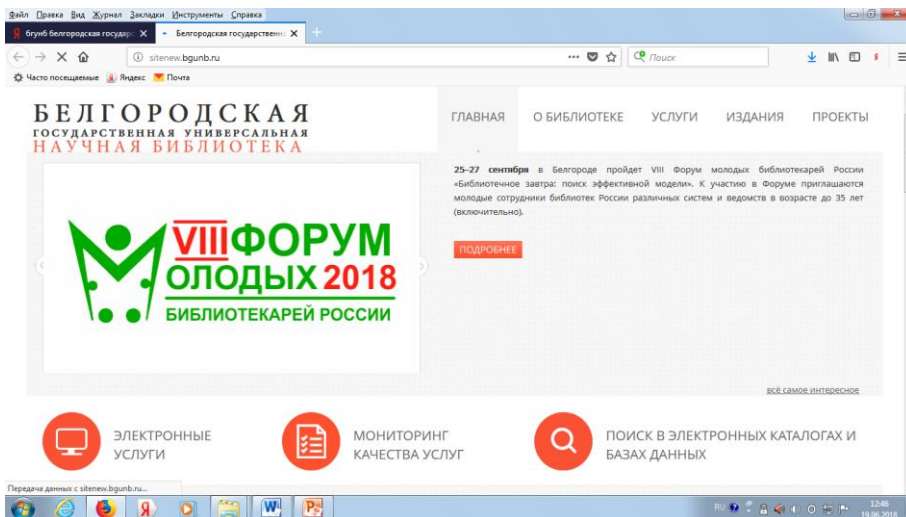 Файл Правка Вид Журнал Закладки Инструменты Справка
бгунб белгородская государс
Белгородская государственна
sitenew.bgunb.ru
Поиск
Часто посещаемые Яндекс Почта
БЕЛГОРОДСКАЯ
ГОСУДАРСТВЕННАЯ УНИВЕРСАЛЬНАЯ
НАУЧНАЯ БИБЛИОТЕКА
ГЛАВНАЯ О БИБЛИОТЕКЕ УСЛУГИ ИЗДАНИЯ ПРОЕКТЫ
VIII ФОРУМ
МОЛОДЫХ 2018
БИБЛИОТЕКАРЕЙ РОССИИ
25–27 сентября в Белгороде пройдет VIII Форум молодых библиотекарей России
«Библиотечное завтра: поиск эффективной модели». К участию в Форуме приглашаются
молодые сотрудники библиотек России различных систем и ведомств в возрасте до 35 лет
(включительно).
ПОДРОБНЕЕ
всё самое интересное
ЭЛЕКТРОННЫЕ
УСЛУГИ
МОНИТОРИНГ
КАЧЕСТВА УСЛУГ
ПОИСК В ЭЛЕКТРОННЫХ КАТАЛОГАХ И
БАЗАХ ДАННЫХ
Передача данных с sitenew.bgunb.ru...
RU
12:46
19.06.2018